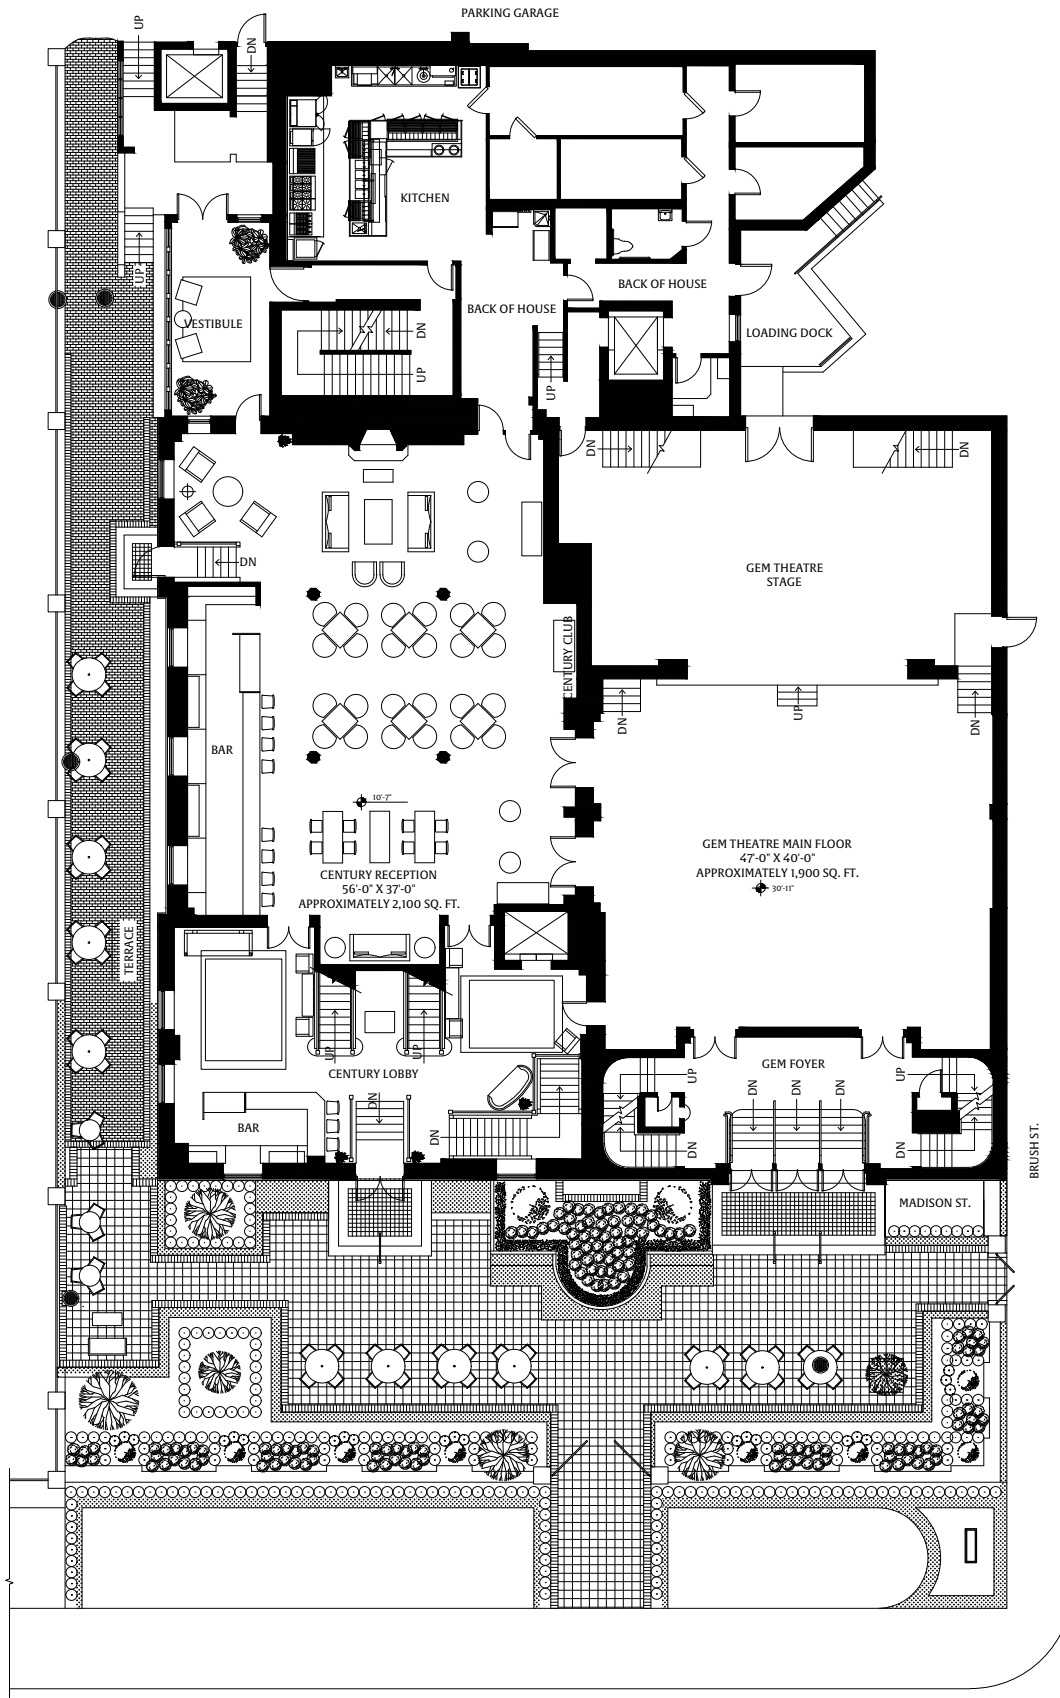 PARKING GARAGE
UP
DN
KITCHEN
UP
VESTIBULE
BACK OF HOUSE
BACK OF HOUSE
LOADING DOCK
DN
UP
UP
DN
DN
DN
GEM THEATRE
STAGE
CENTURY CLUB
DN
UP
DN
BAR
10'-7"
CENTURY RECEPTION
56'-0" X 37'-0"
APPROXIMATELY 2,100 SQ. FT.
GEM THEATRE MAIN FLOOR
47'-0" X 40'-0"
APPROXIMATELY 1,900 SQ. FT.
30'-11"
TERRACE
UP
UP
CENTURY LOBBY
GEM FOYER
UP
UP
DN
DN
DN
DN
BAR
DN
DN
DN
BRUSH ST.
MADISON ST.